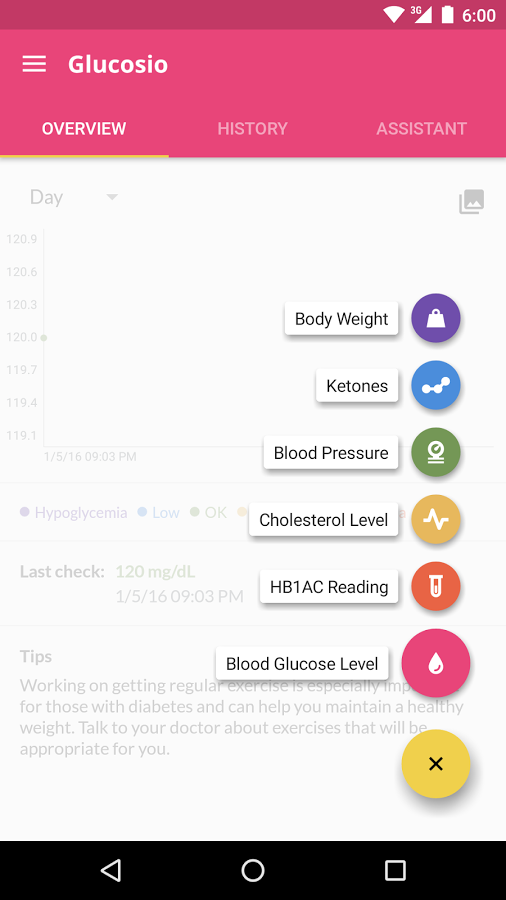 3G 6:00
Glucosio
OVERVIEW HISTORY ASSISTANT
Day
120.9
120.6
120.3
120.0
119.7
119.4
119.1
1/5/16 09:03 PM
Body Weight
Ketones
Blood Pressure
Hypoglycemia Low OK
Cholesterol Level
Last check: 120 mg/dL
1/5/16 09:03 PM
HB1AC Reading
Tips
Blood Glucose Level
Working on getting regular exercise is especially
for those with diabetes and can help you maintain a healthy
weight. Talk to your doctor about exercises that will be
appropriate for you.